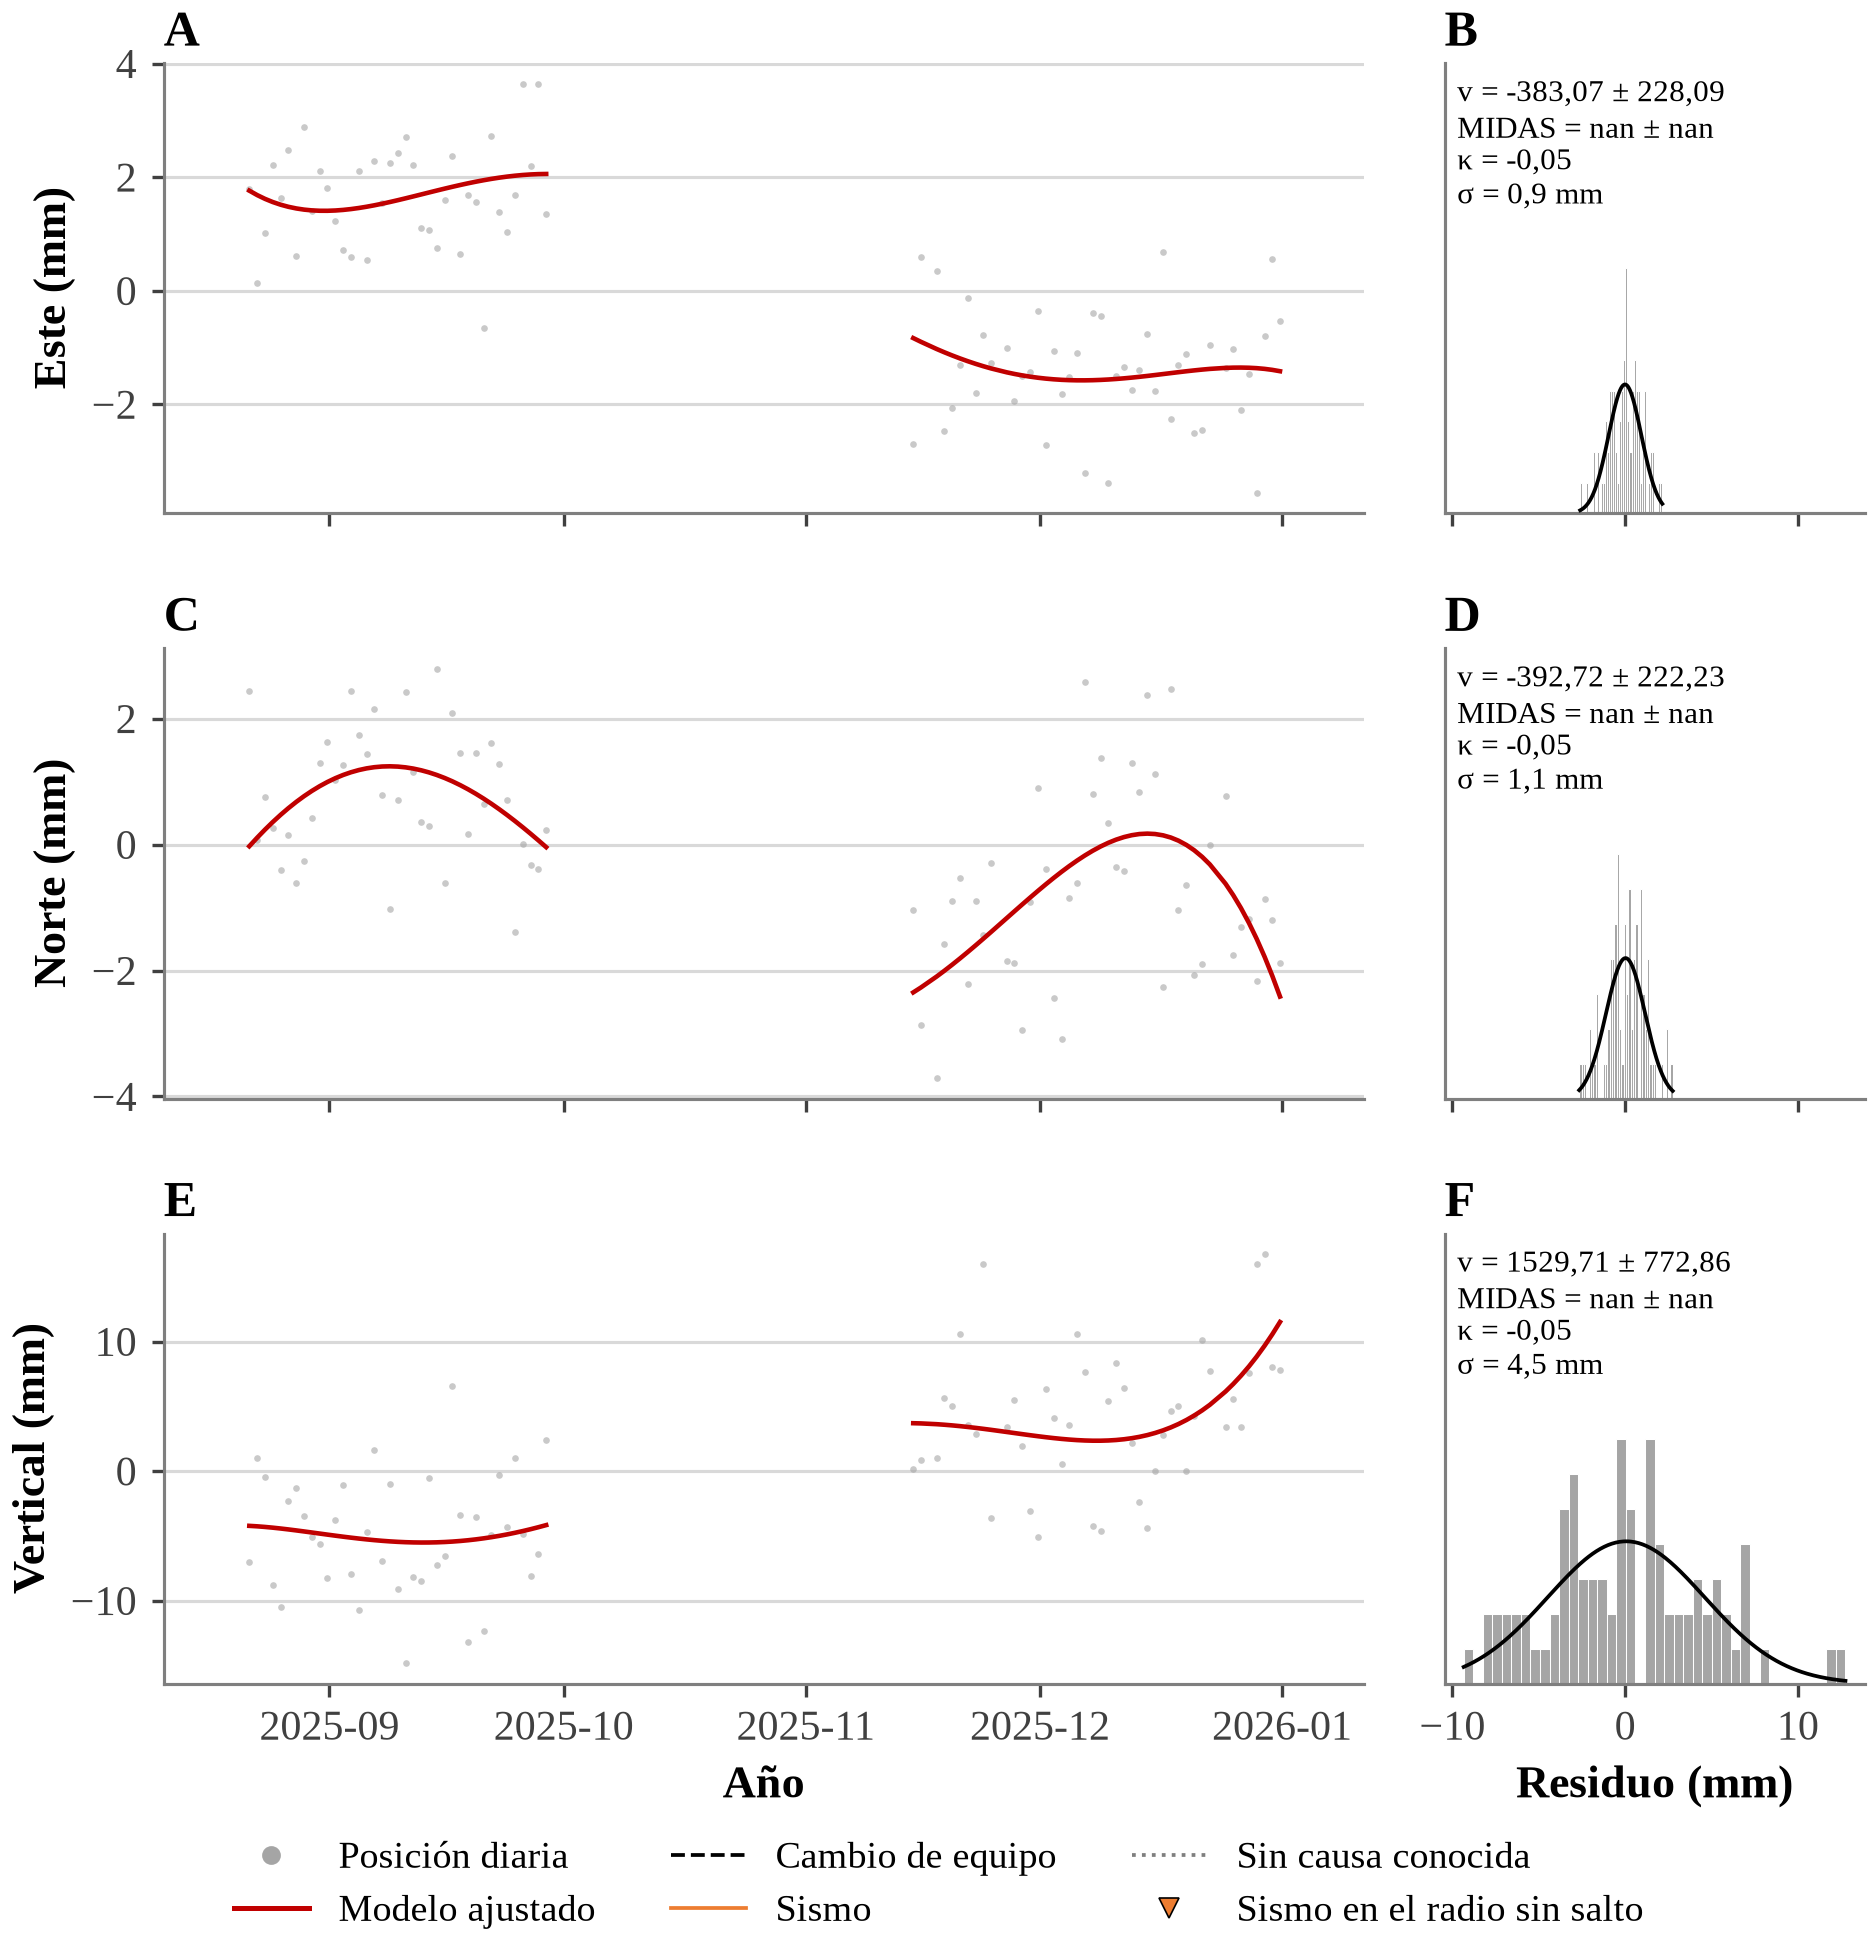 A
B
4
2
0
−2
Este (mm)
v = -383,07 ± 228,09
MIDAS = nan ± nan
κ = -0,05
σ = 0,9 mm
C
D
2
0
−2
−4
Norte (mm)
v = -392,72 ± 222,23
MIDAS = nan ± nan
κ = -0,05
σ = 1,1 mm
E
F
10
0
−10
Vertical (mm)
v = 1529,71 ± 772,86
MIDAS = nan ± nan
κ = -0,05
σ = 4,5 mm
2025-09 2025-10 2025-11 2025-12 2026-01
−10 0 10
Año
Residuo (mm)
Posición diaria
Modelo ajustado
Cambio de equipo
Sismo
Sin causa conocida
Sismo en el radio sin salto